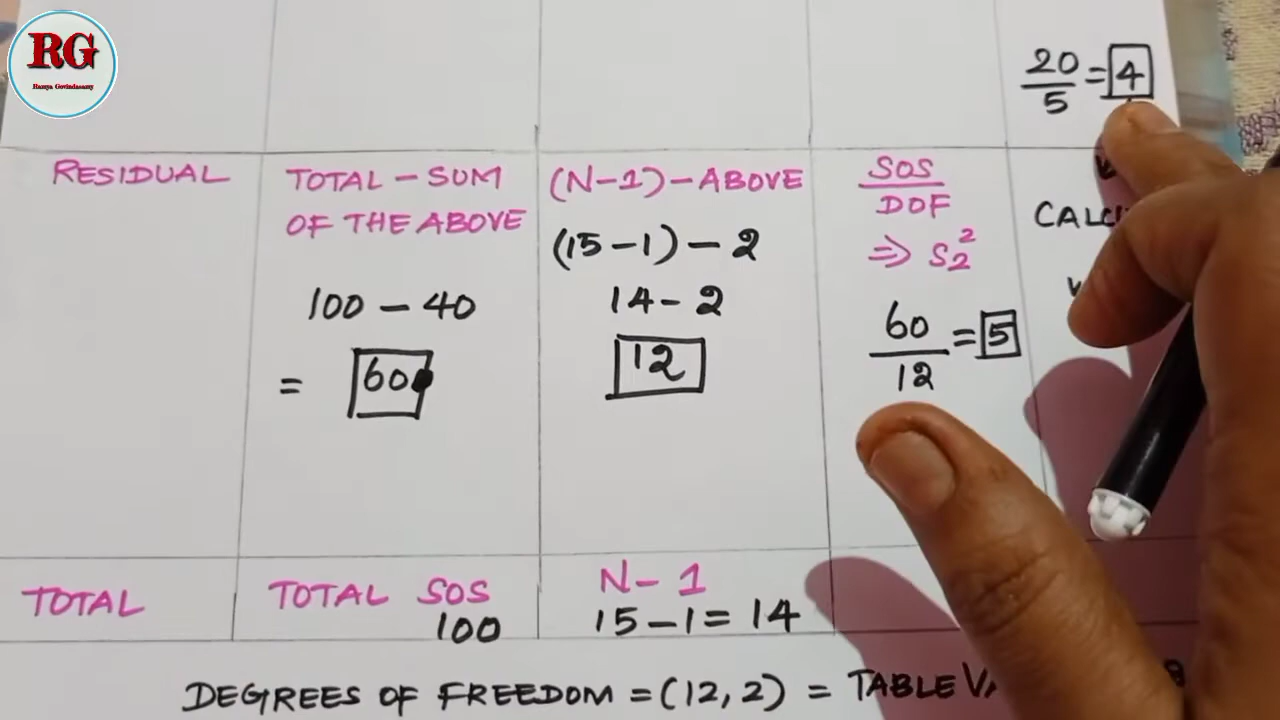 RG
Ramya Govindasamy
20/5 = 4
RESIDUAL
TOTAL - SUM
OF THE ABOVE
100 - 40
= 60
(N-1) - ABOVE
(15-1) - 2
14 - 2
12
SOS/DOF
⇒ S₂²
60/12 = 5
TOTAL
TOTAL SOS
100
N - 1
15 - 1 = 14
DEGREES OF FREEDOM = (12, 2) = TABLE